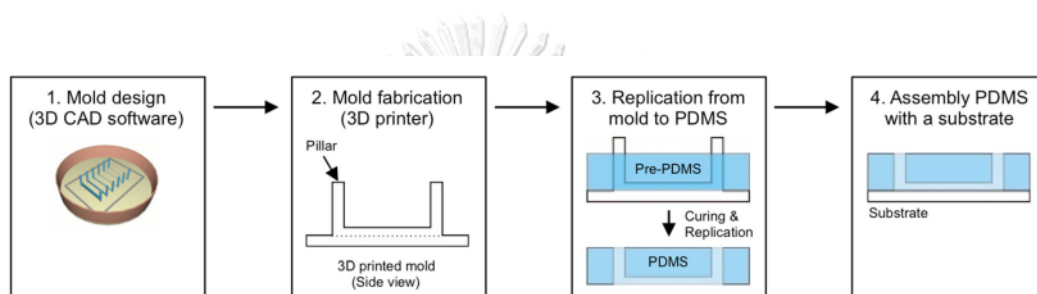 1. Mold design
(3D CAD software)
2. Mold fabrication
(3D printer)
Pillar
3D printed mold
(Side view)
3. Replication from
mold to PDMS
Pre-PDMS
Curing &
Replication
PDMS
4. Assembly PDMS
with a substrate
Substrate